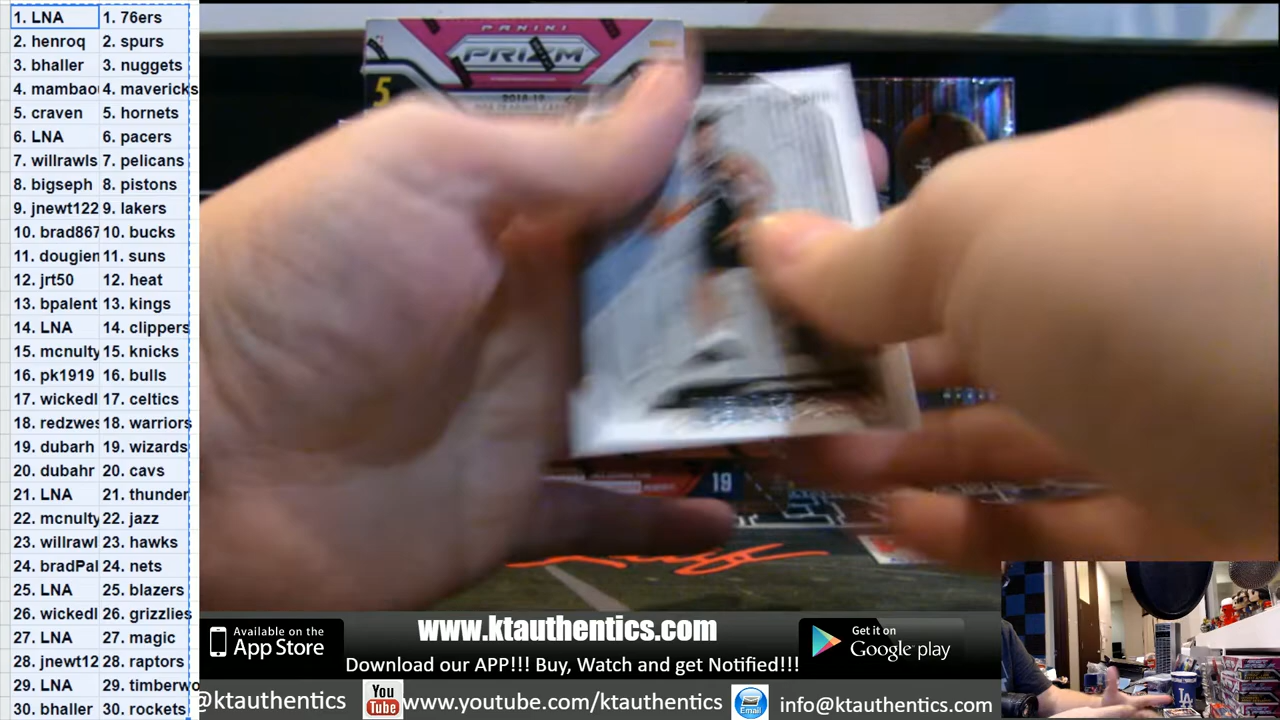 1. LNA 1. 76ers
2. henroq 2. spurs
3. bhaller 3. nuggets
4. mambao 4. mavericks
5. craven 5. hornets
6. LNA 6. pacers
7. willrawls 7. pelicans
8. bigseph 8. pistons
9. jnewt122 9. lakers
10. brad867 10. bucks
11. dougien 11. suns
12. jrt50 12. heat
13. bpalent 13. kings
14. LNA 14. clippers
15. mcnulty 15. knicks
16. pk1919 16. bulls
17. wickedl 17. celtics
18. redzwes 18. warriors
19. dubarh 19. wizards
20. dubahr 20. cavs
21. LNA 21. thunder
22. mcnulty 22. jazz
23. willrawl 23. hawks
24. bradPal 24. nets
25. LNA 25. blazers
26. wickedl 26. grizzlies
27. LNA 27. magic
28. jnewt12 28. raptors
29. LNA 29. timberwo
30. bhaller 30. rockets
PANINI
PRIZM
2018-19
5
19
LA
www.ktauthentics.com
Available on the
App Store
Download our APP!!! Buy, Watch and get Notified!!!
Get it on
Google play
@ktauthentics
You
Tube
www.youtube.com/ktauthentics
Email
info@ktauthentics.com